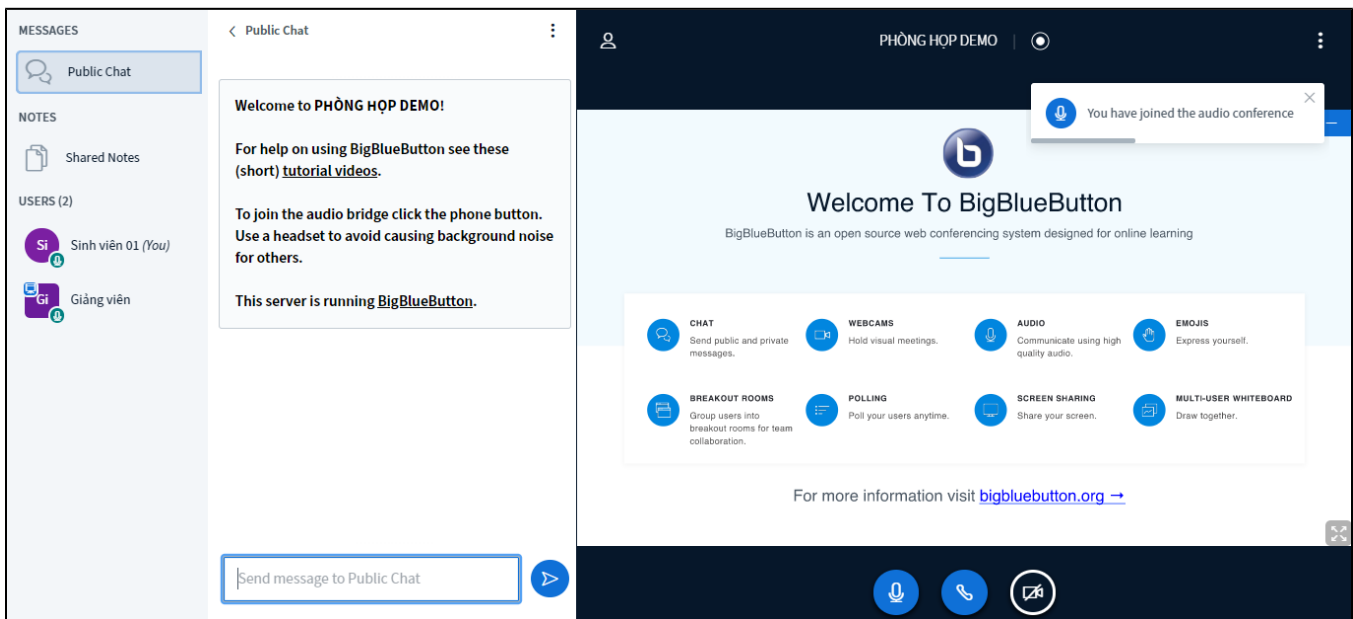 MESSAGES
Public Chat
NOTES
Shared Notes
USERS (2)
Si
Sinh viên 01 (You)
Gi
Giảng viên
Public Chat
Welcome to PHÒNG HỌP DEMO!
For help on using BigBlueButton see these
(short) tutorial videos.
To join the audio bridge click the phone button.
Use a headset to avoid causing background noise
for others.
This server is running BigBlueButton.
Send message to Public Chat
PHÒNG HỌP DEMO
You have joined the audio conference
b
Welcome To BigBlueButton
BigBlueButton is an open source web conferencing system designed for online learning
CHAT
Send public and private
messages.
WEBCAMS
Hold visual meetings.
AUDIO
Communicate using high
quality audio.
EMOJIS
Express yourself.
BREAKOUT ROOMS
Group users into
breakout rooms for team
collaboration.
POLLING
Poll your users anytime.
SCREEN SHARING
Share your screen.
MULTI-USER WHITEBOARD
Draw together.
For more information visit bigbluebutton.org →